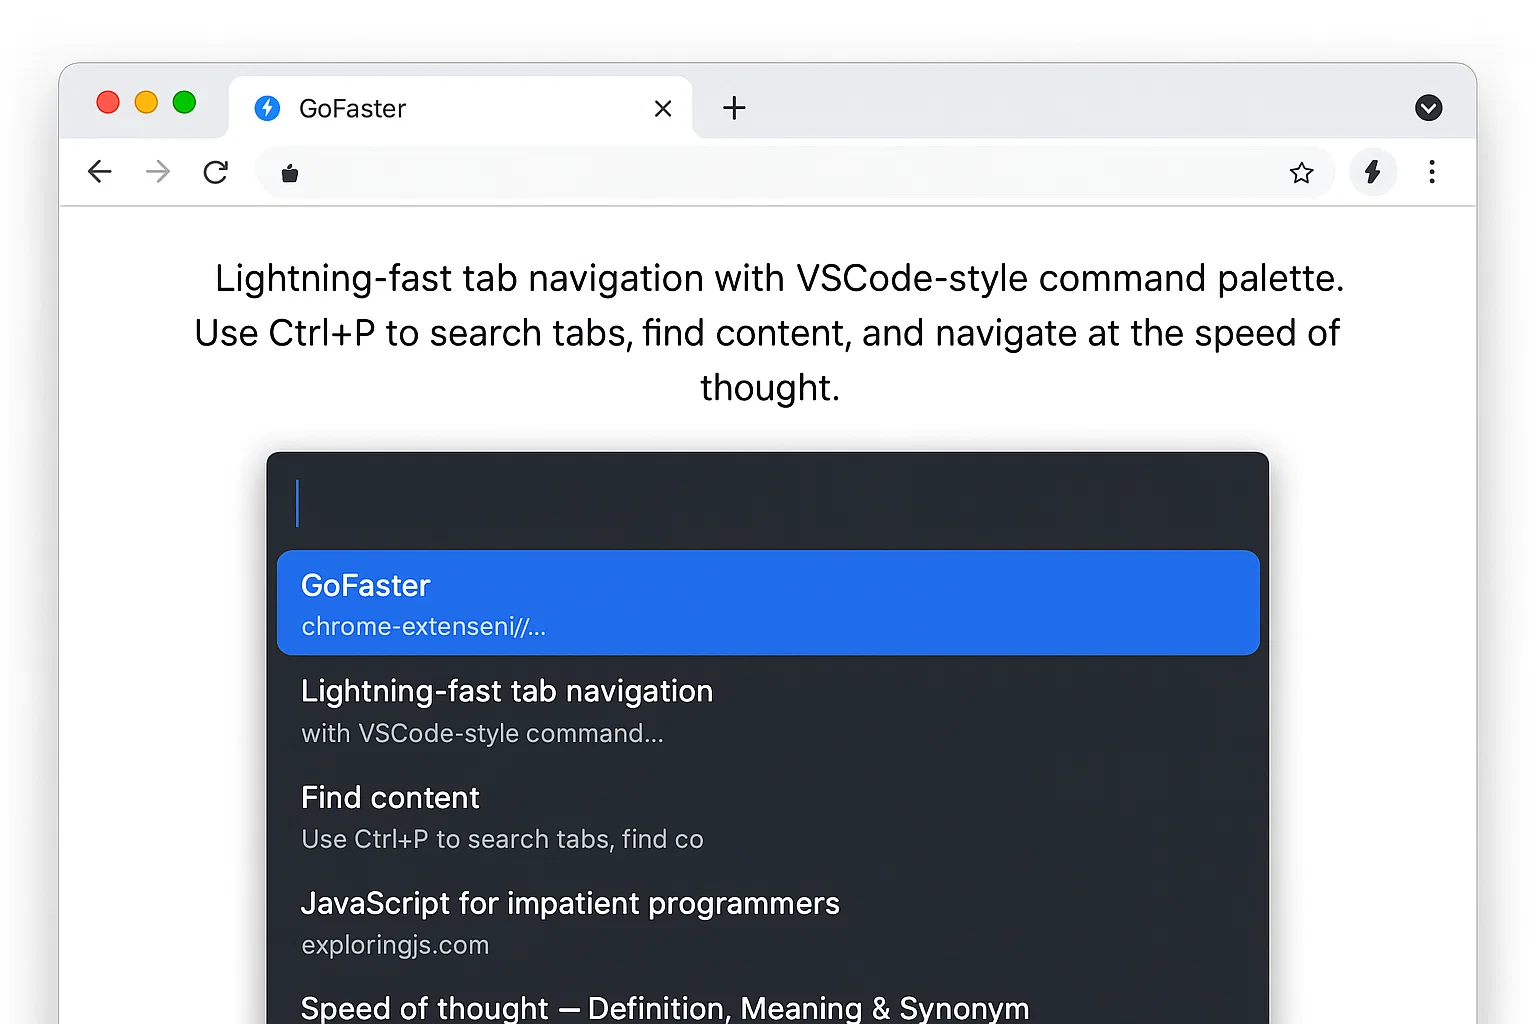 GoFaster
Lightning-fast tab navigation with VSCode-style command palette.
Use Ctrl+P to search tabs, find content, and navigate at the speed of
thought.
GoFaster
chrome-extenseni//...
Lightning-fast tab navigation
with VSCode-style command...
Find content
Use Ctrl+P to search tabs, find co
JavaScript for impatient programmers
exploringjs.com
Speed of thought — Definition, Meaning & Synonym